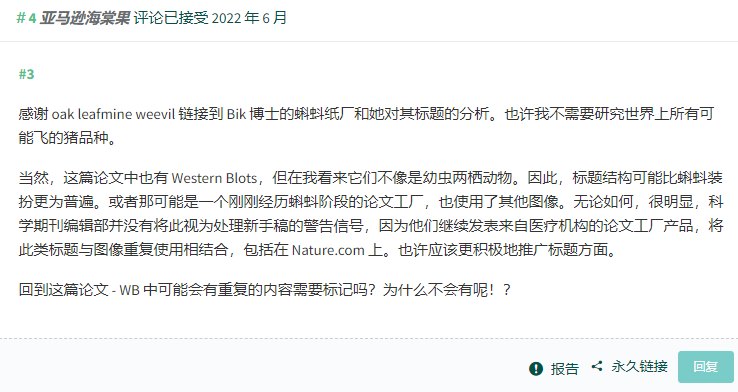 # 4 亚马逊海棠果 评论已接受 2022 年 6 月
#3
感谢 oak leafmine weevil 链接到 Bik 博士的蝌蚪纸厂和她对其标题的分析。也许我不需要研究世界上所有可
能飞的猪品种。
当然，这篇论文中也有 Western Blots，但在我看来它们不像是幼虫两栖动物。因此，标题结构可能比蝌蚪装
扮更为普遍。或者那可能是一个刚刚经历蝌蚪阶段的论文工厂，也使用了其他图像。无论如何，很明显，科
学期刊编辑部并没有将此视为处理新手稿的警告信号，因为他们继续发表来自医疗机构的论文工厂产品，将
此类标题与图像重复使用相结合，包括在 Nature.com 上。也许应该更积极地推广标题方面。
回到这篇论文 - WB 中可能会有重复的内容需要标记吗？为什么不会有呢！？
报告 永久链接 回复